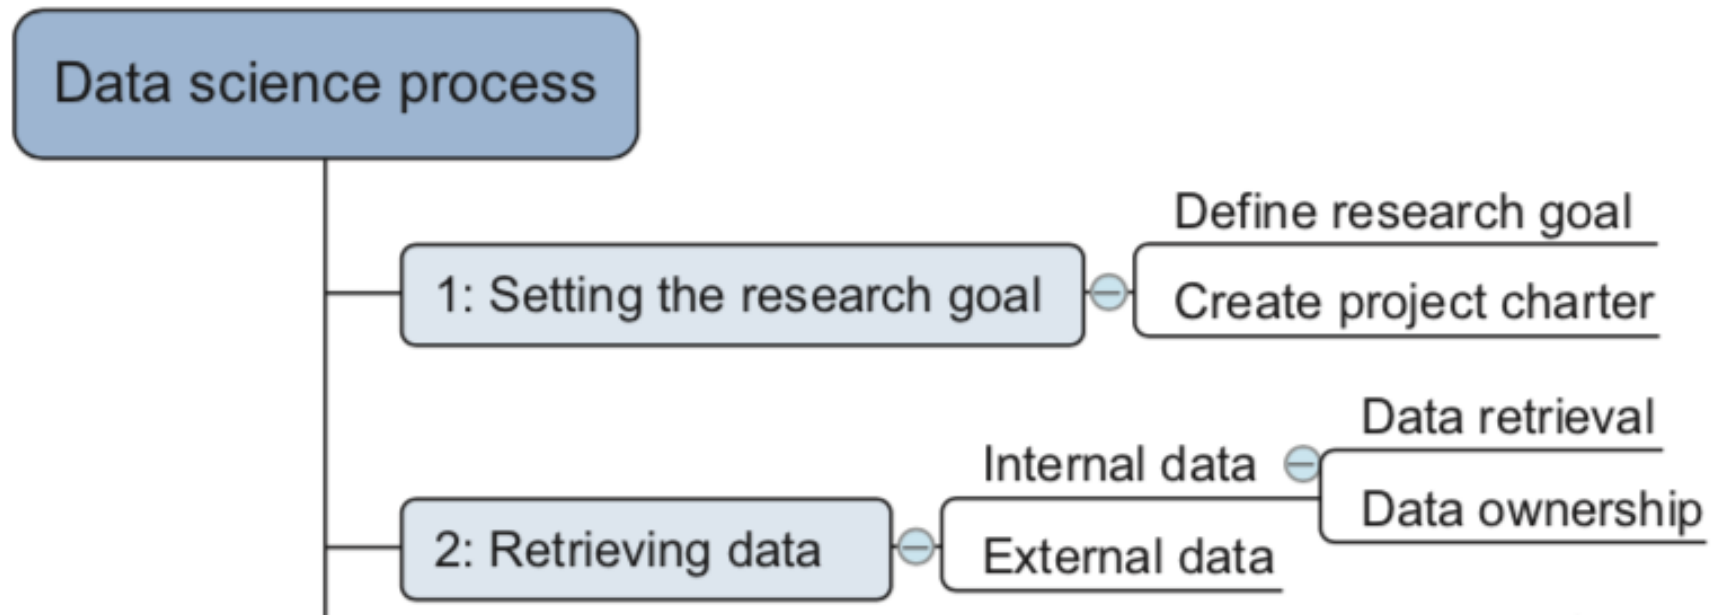 Data science process
1: Setting the research goal
Define research goal
Create project charter
2: Retrieving data
Internal data
Data retrieval
Data ownership
External data